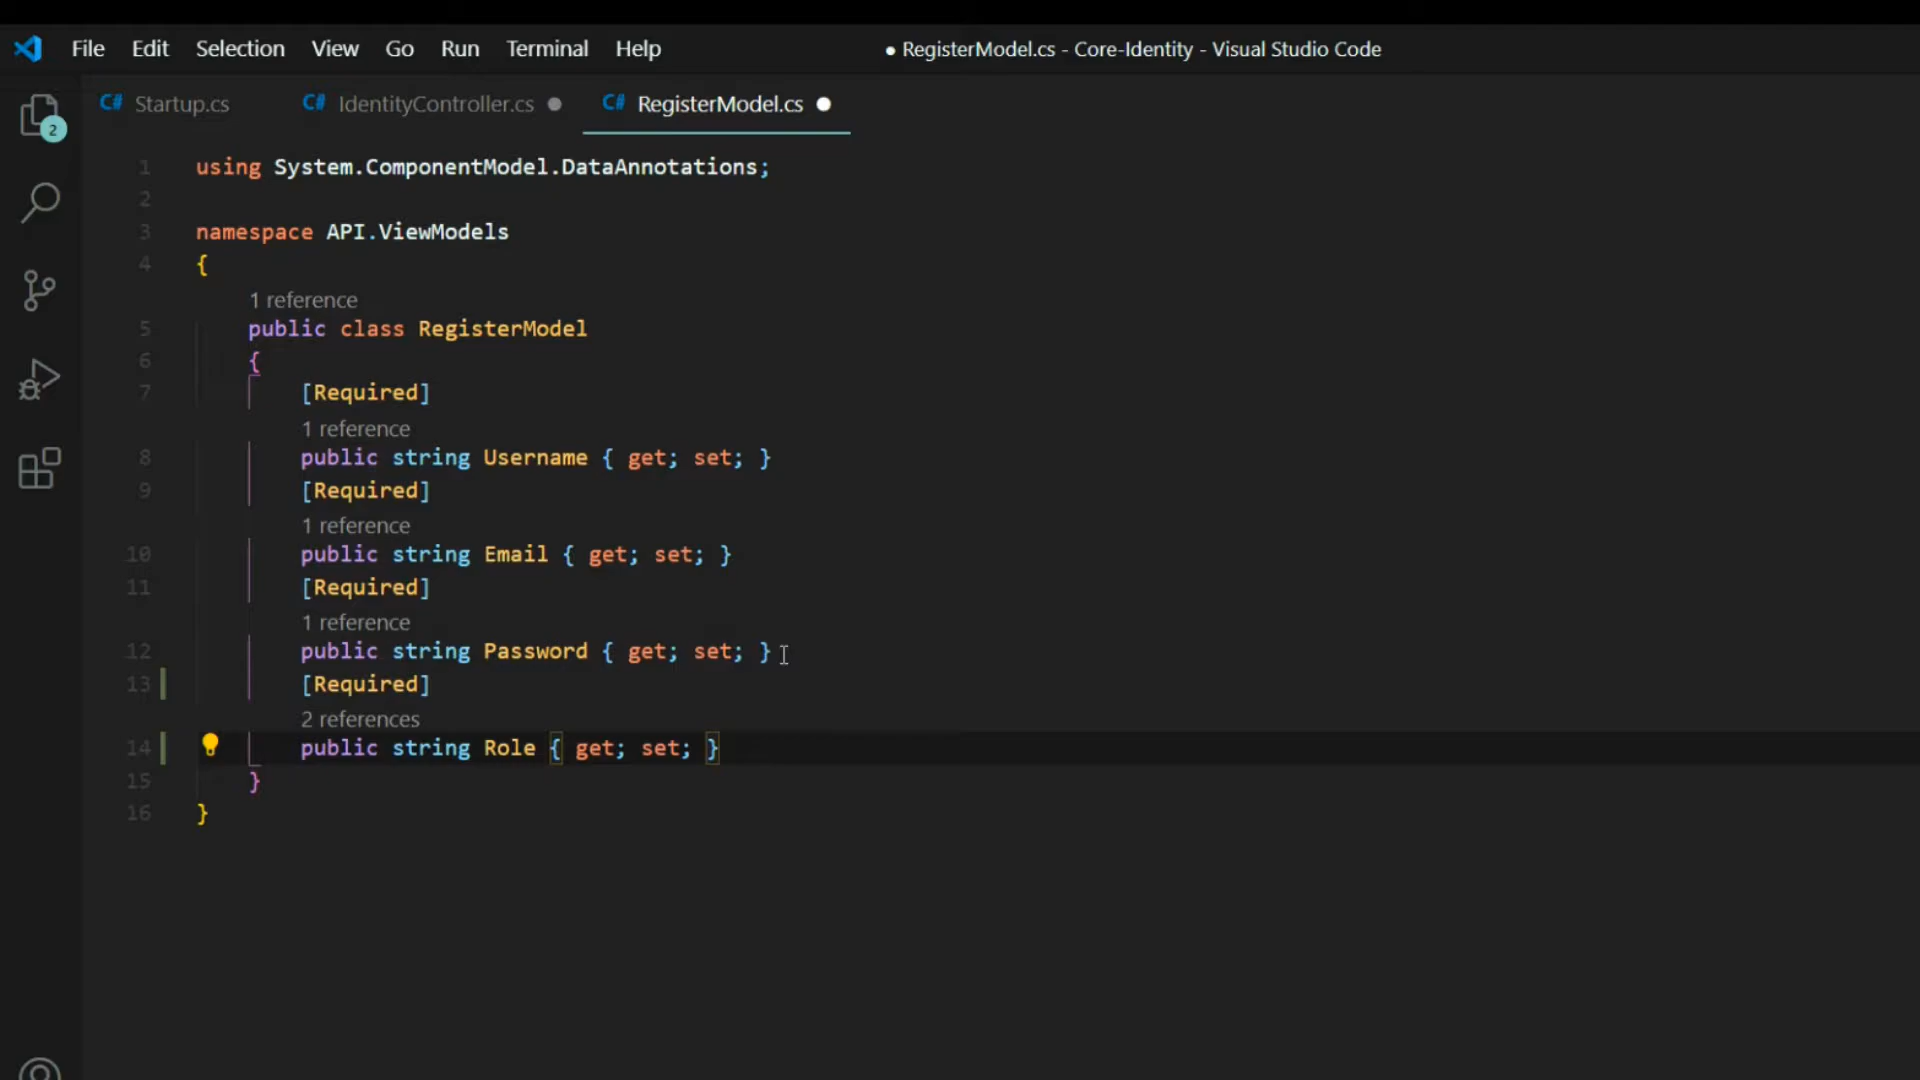 File Edit Selection View Go Run Terminal Help ● RegisterModel.cs - Core-Identity - Visual Studio Code
C# Startup.cs C# IdentityController.cs ● C# RegisterModel.cs ●
2
1 using System.ComponentModel.DataAnnotations;
2
3 namespace API.ViewModels
4 {
1 reference
5 public class RegisterModel
6 {
7 [Required]
1 reference
8 public string Username { get; set; }
9 [Required]
1 reference
10 public string Email { get; set; }
11 [Required]
1 reference
12 public string Password { get; set; }
13 [Required]
2 references
14 public string Role { get; set; }
15 }
16 }